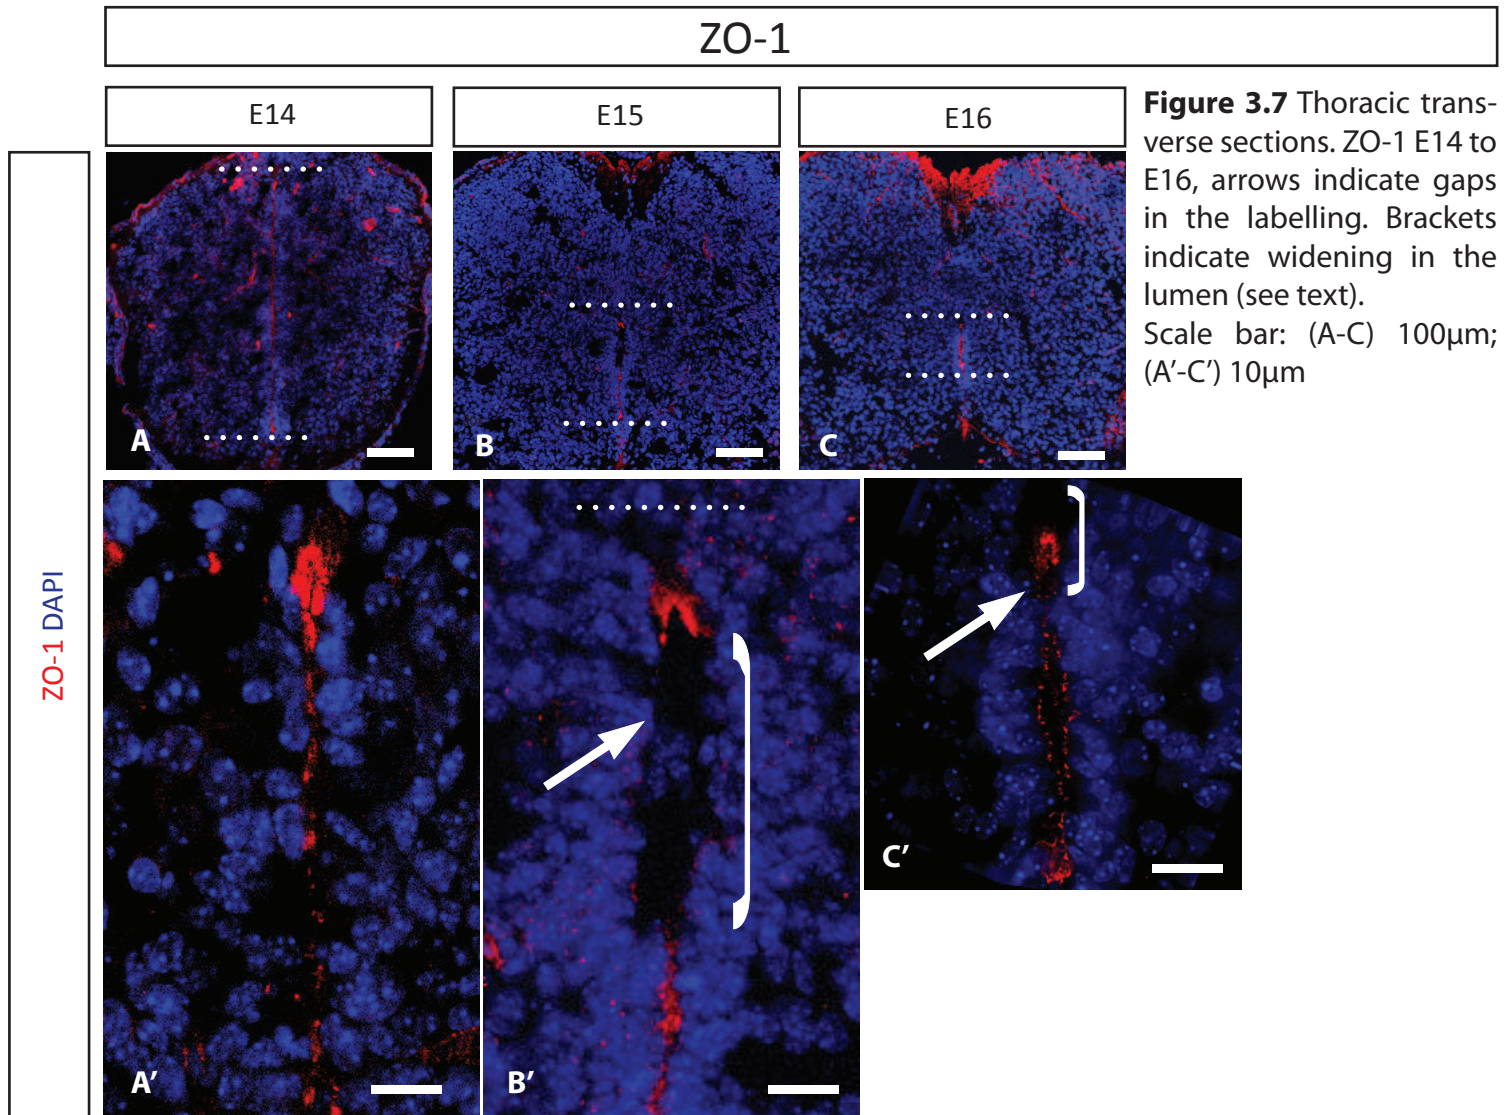 ZO-1
E14
E15
E16
Figure 3.7 Thoracic trans-
verse sections. ZO-1 E14 to
E16, arrows indicate gaps
in the labelling. Brackets
indicate widening in the
lumen (see text).
Scale bar: (A-C) 100µm;
(A’-C’) 10µm
ZO-1 DAPI
A
B
C
A’
B’
C’